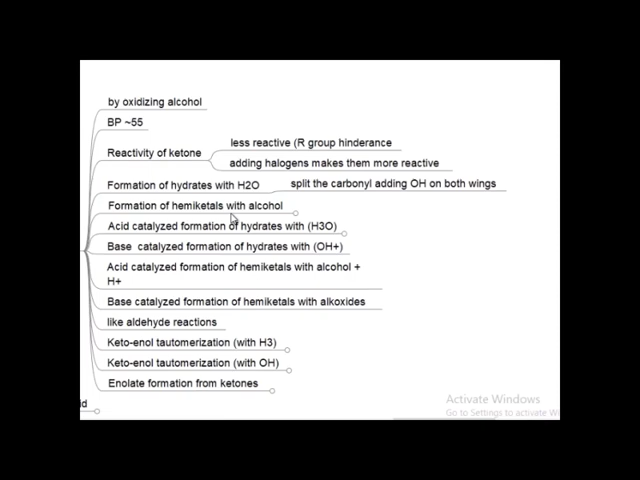 by oxidizing alcohol
BP ~55
Reactivity of ketone
less reactive (R group hinderance
adding halogens makes them more reactive
Formation of hydrates with H2O
split the carbonyl adding OH on both wings
Formation of hemiketals with alcohol
Acid catalyzed formation of hydrates with (H3O)
Base catalyzed formation of hydrates with (OH+)
Acid catalyzed formation of hemiketals with alcohol +
H+
Base catalyzed formation of hemiketals with alkoxides
like aldehyde reactions
Keto-enol tautomerization (with H3)
Keto-enol tautomerization (with OH)
Enolate formation from ketones
id
Activate Windows
Go to Settings to activate Wi